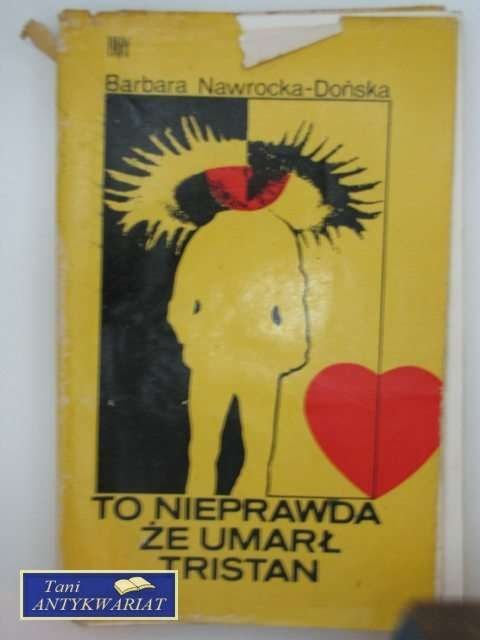 Barbara Nawrocka-Dońska
TO NIEPRAWDA
ŻE UMARŁ
TRISTAN
Tani
ANTYKWARIAT